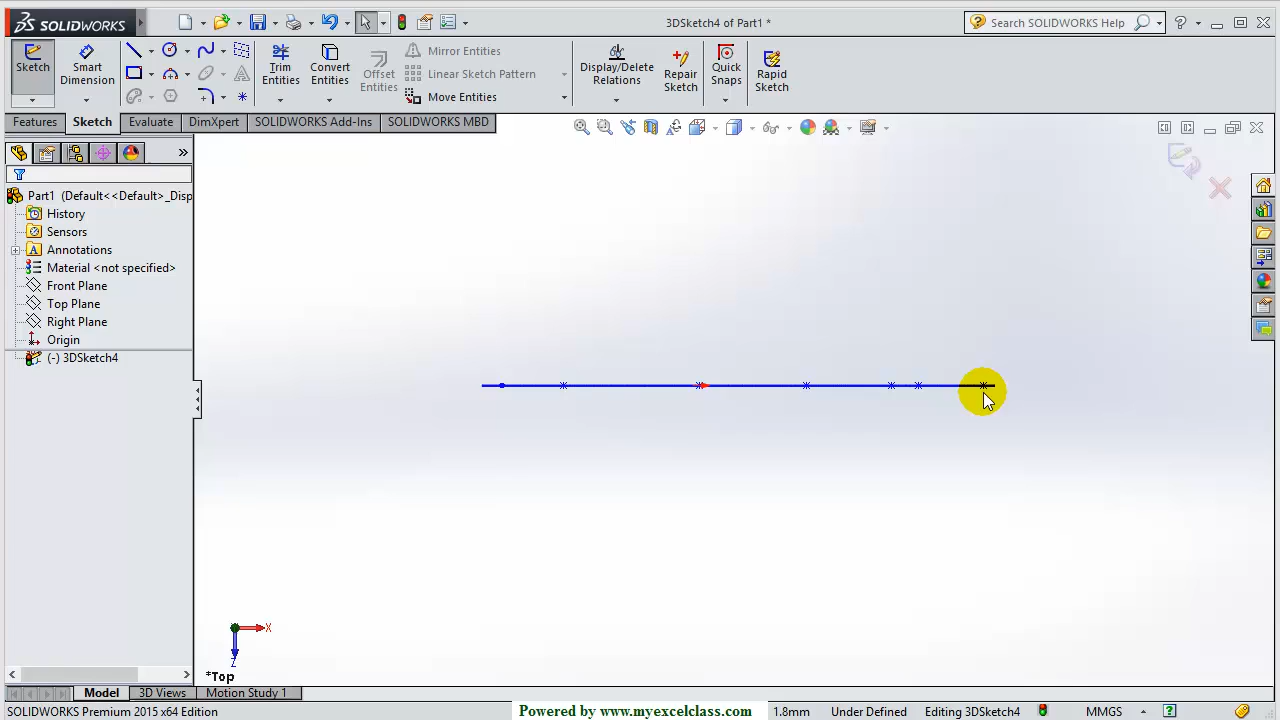 SOLIDWORKS
3DSketch4 of Part1 *
Search SOLIDWORKS Help
Sketch
Smart Dimension
Trim Entities
Convert Entities
Offset Entities
Mirror Entities
Linear Sketch Pattern
Move Entities
Display/Delete Relations
Repair Sketch
Quick Snaps
Rapid Sketch
Features
Sketch
Evaluate
DimXpert
SOLIDWORKS Add-Ins
SOLIDWORKS MBD
Part1 (Default<<Default>_Disp
History
Sensors
A Annotations
Material <not specified>
Front Plane
Top Plane
Right Plane
Origin
(-) 3DSketch4
X
Z
*Top
Model
3D Views
Motion Study 1
SOLIDWORKS Premium 2015 x64 Edition
Powered by www.myexcelclass.com
1.8mm
Under Defined
Editing 3DSketch4
MMGS